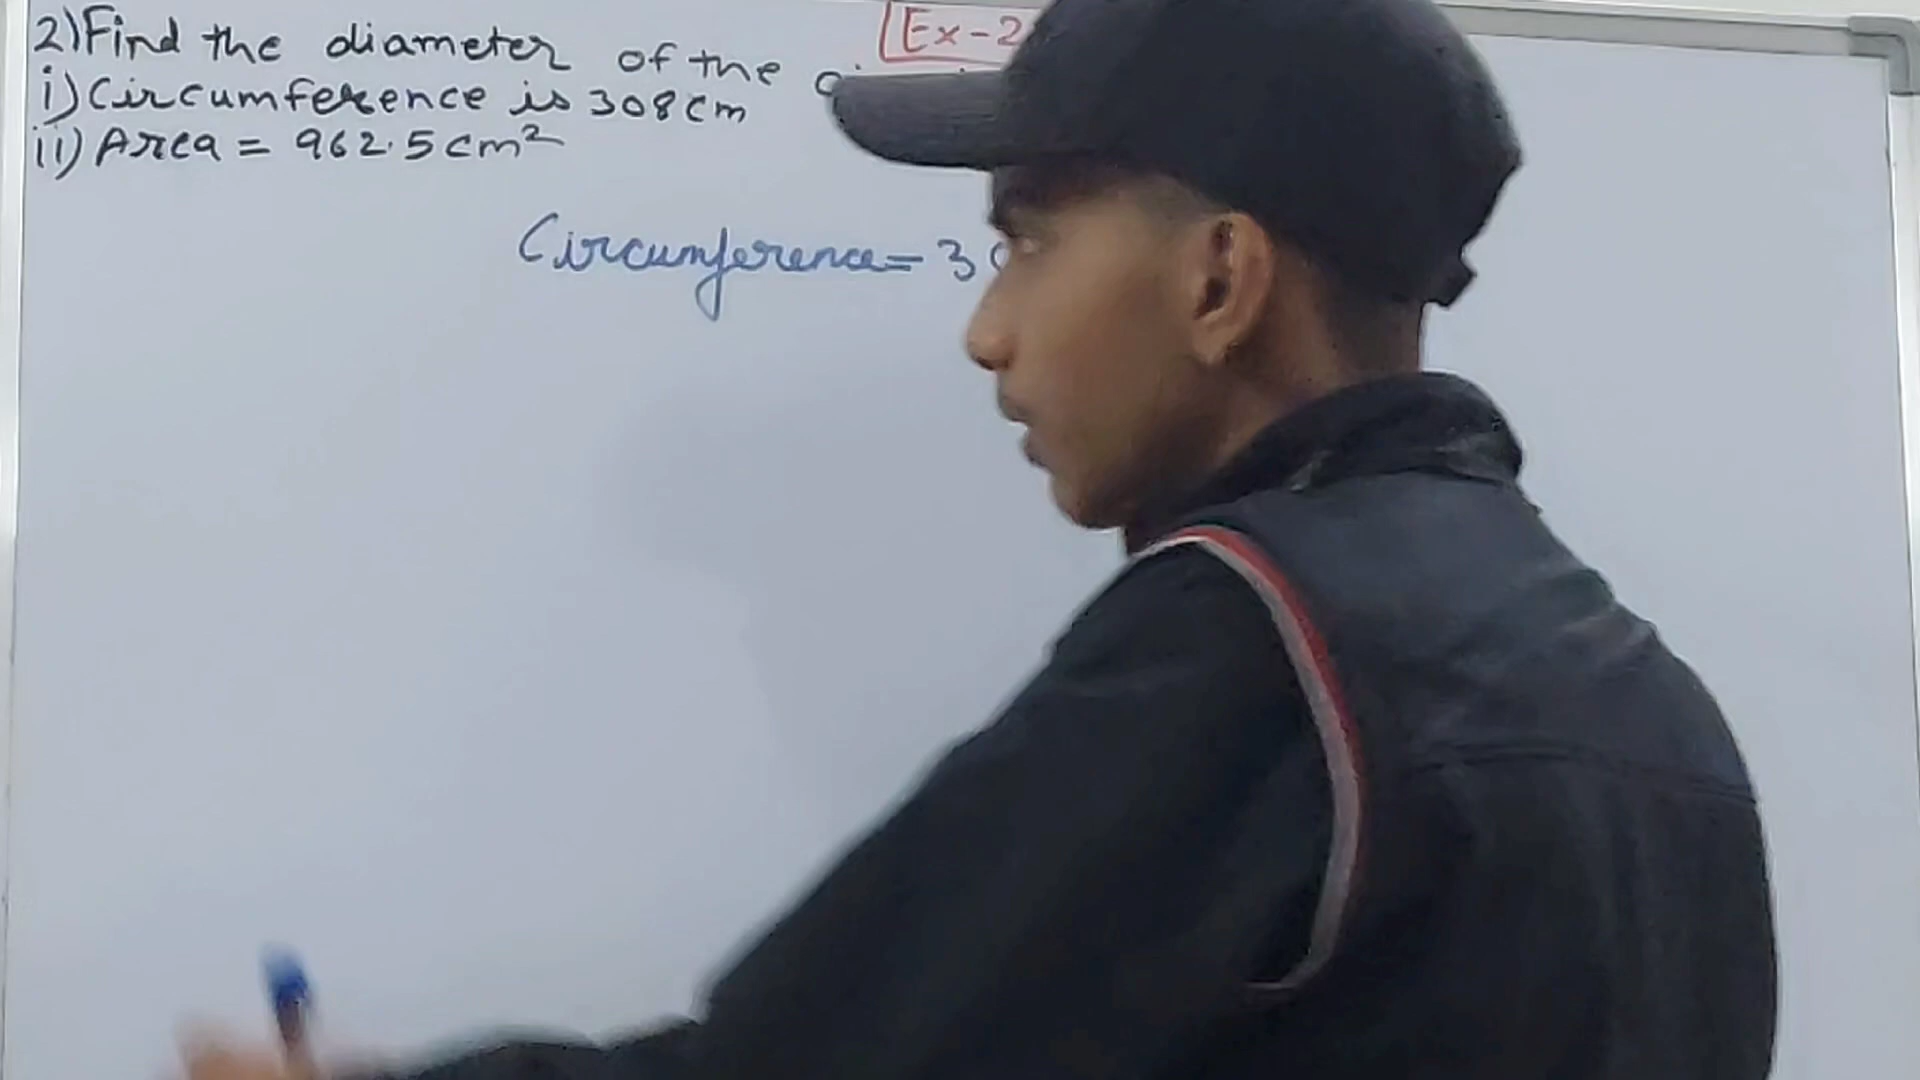 2) Find the diameter of the
i) Circumference is 308 cm
ii) Area = 962.5 cm²
[Ex-2
Circumference = 3